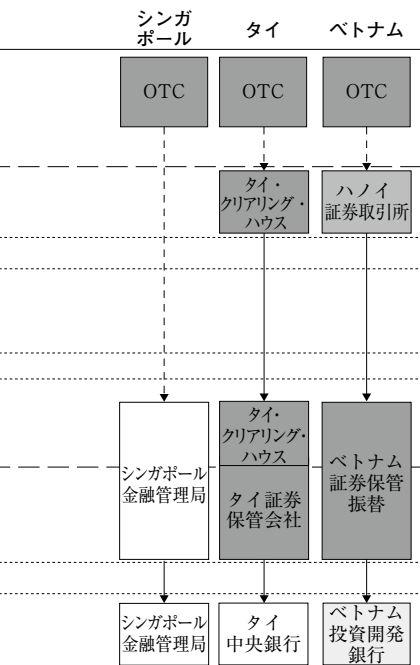 シンガ
ポール
タイ
ベトナム
OTC
OTC
OTC
タイ・
クリアリング・
ハウス
ハノイ
証券取引所
シンガポール
金融管理局
タイ・
クリアリング・
ハウス
タイ証券
保管会社
ベトナム
証券保管
振替
シンガポール
金融管理局
タイ
中央銀行
ベトナム
投資開発
銀行